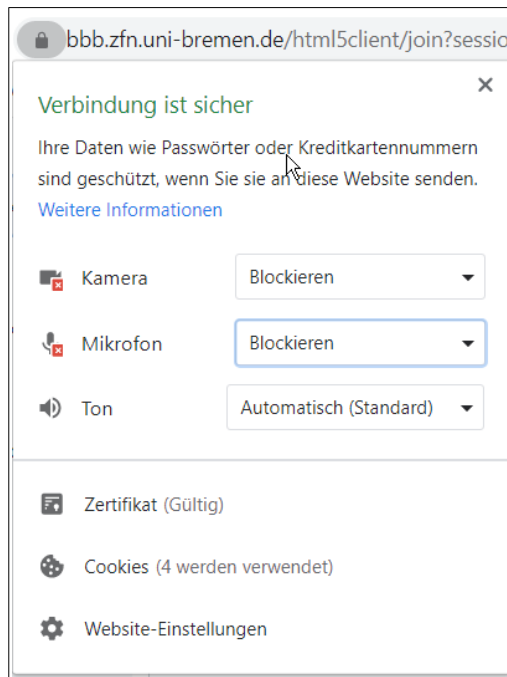 bbb.zfn.uni-bremen.de/html5client/join?sessio
Verbindung ist sicher
Ihre Daten wie Passwörter oder Kreditkartennummern
sind geschützt, wenn Sie sie an diese Website senden.
Weitere Informationen
Kamera Blockieren
Mikrofon Blockieren
Ton Automatisch (Standard)
Zertifikat (Gültig)
Cookies (4 werden verwendet)
Website-Einstellungen